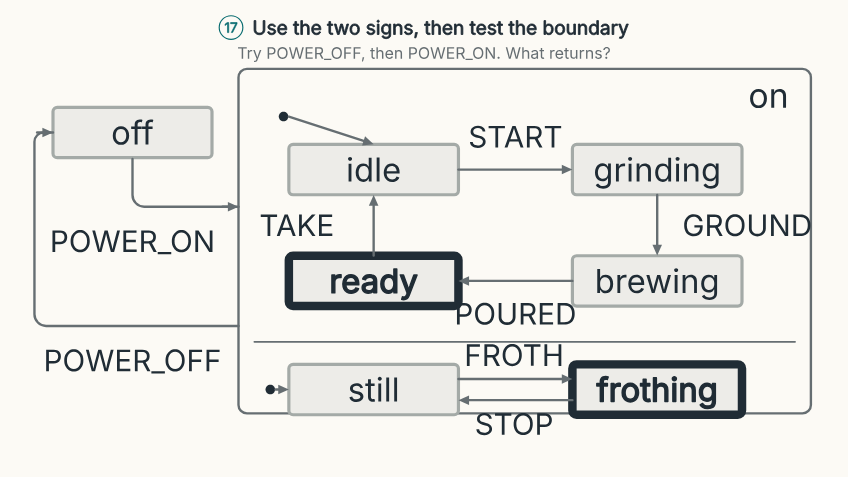 17 Use the two signs, then test the boundary
Try POWER_OFF, then POWER_ON. What returns?
on
off
START
idle
grinding
TAKE
GROUND
POWER_ON
ready
brewing
POURED
FROTH
POWER_OFF
still
frothing
STOP